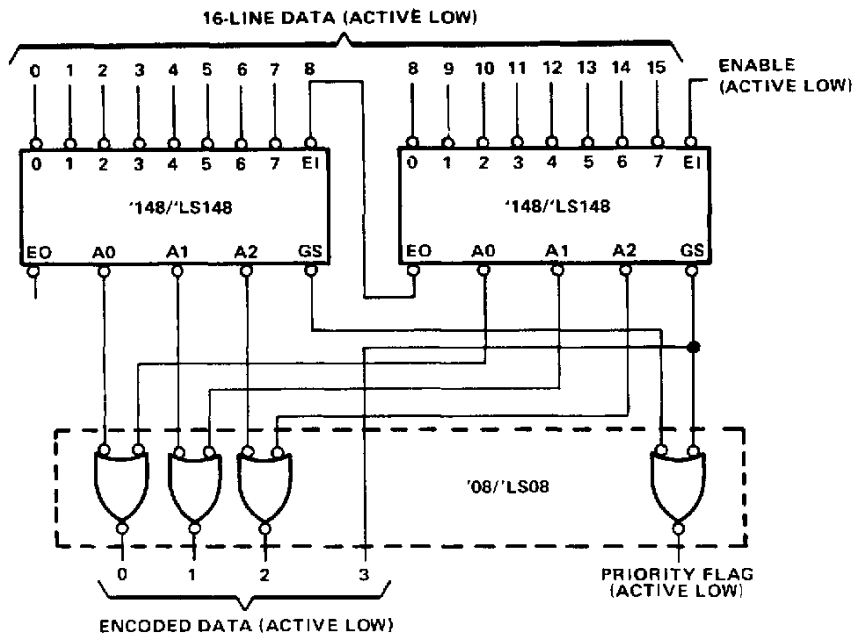 16-LINE DATA (ACTIVE LOW)
0 1 2 3 4 5 6 7 8 8 9 10 11 12 13 14 15 ENABLE
(ACTIVE LOW)
0 1 2 3 4 5 6 7 EI 0 1 2 3 4 5 6 7 EI
'148/'LS148 '148/'LS148
EO A0 A1 A2 GS EO A0 A1 A2 GS
'08/'LS08
0 1 2 3 PRIORITY FLAG
(ACTIVE LOW)
ENCODED DATA (ACTIVE LOW)